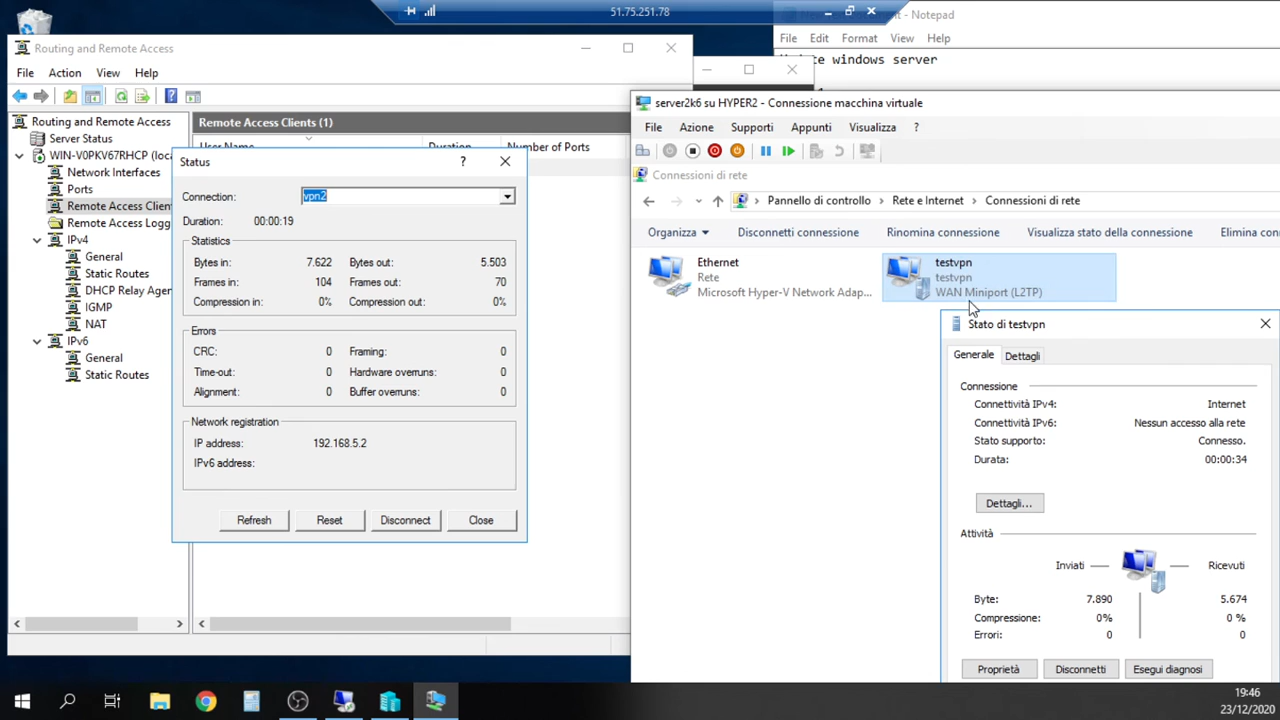 51.75.251.78
- Notepad
File Edit Format View Help
windows server
Routing and Remote Access
File Action View Help
Routing and Remote Access
Server Status
WIN-V0PKV67RHCP (loca
Network Interfaces
Ports
Remote Access Clien
Remote Access Logg
IPv4
General
Static Routes
DHCP Relay Agen
IGMP
NAT
IPv6
General
Static Routes
Remote Access Clients (1)
User Name Duration Number of Ports
Status
?
Connection: vpn2
Duration: 00:00:19
Statistics
Bytes in: 7.622 Bytes out: 5.503
Frames in: 104 Frames out: 70
Compression in: 0% Compression out: 0%
Errors
CRC: 0 Framing: 0
Time-out: 0 Hardware overruns: 0
Alignment: 0 Buffer overruns: 0
Network registration
IP address: 192.168.5.2
IPv6 address:
Refresh Reset Disconnect Close
server2k6 su HYPER2 - Connessione macchina virtuale
File Azione Supporti Appunti Visualizza ?
Connessioni di rete
Pannello di controllo Rete e Internet Connessioni di rete
Organizza Disconnetti connessione Rinomina connessione Visualizza stato della connessione Elimina con
Ethernet
Rete
Microsoft Hyper-V Network Adap...
testvpn
testvpn
WAN Miniport (L2TP)
Stato di testvpn
Generale Dettagli
Connessione
Connettività IPv4: Internet
Connettività IPv6: Nessun accesso alla rete
Stato supporto: Connesso.
Durata: 00:00:34
Dettagli...
Attività
Inviati — — Ricevuti
Byte: 7.890 5.674
Compressione: 0% 0 %
Errori: 0 0
Proprietà Disconnetti Esegui diagnosi
19:46
23/12/2020